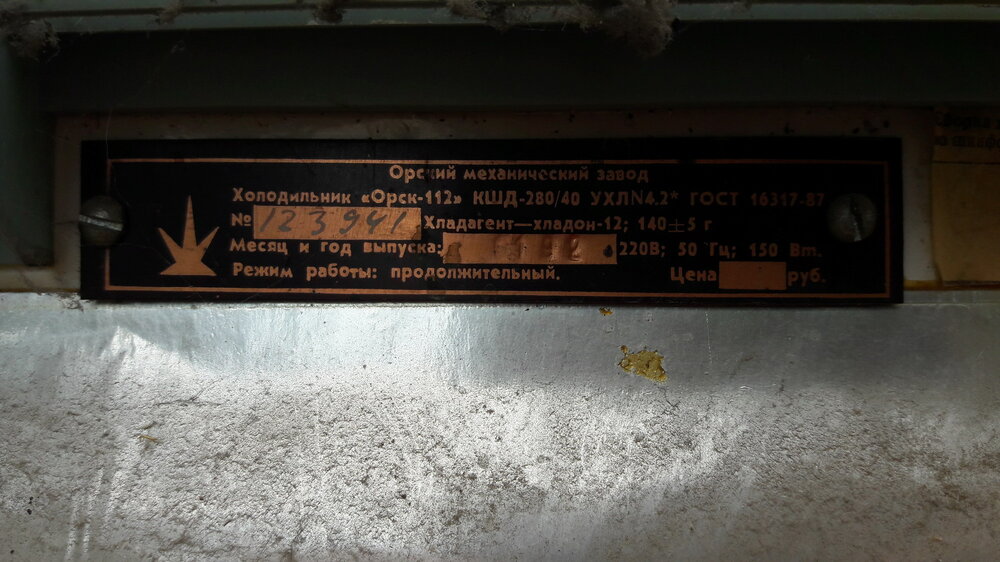 Орский механический завод
Холодильник «Орск-112» КШД-280/40 УХЛN4.2* ГОСТ 16317-87
№ 123941 Хладагент—хладон-12; 140±5 г
Месяц и год выпуска: 220В; 50 Гц; 150 Вт.
Режим работы: продолжительный. Цена руб.